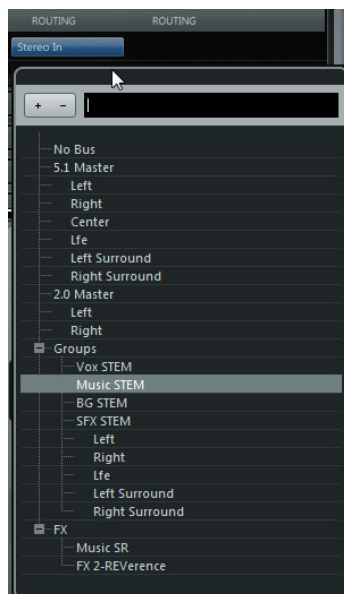 ROUTING ROUTING
Stereo In
+ -
No Bus
5.1 Master
Left
Right
Center
Lfe
Left Surround
Right Surround
2.0 Master
Left
Right
Groups
Vox STEM
Music STEM
BG STEM
SFX STEM
Left
Right
Lfe
Left Surround
Right Surround
FX
Music SR
FX 2-REVerence